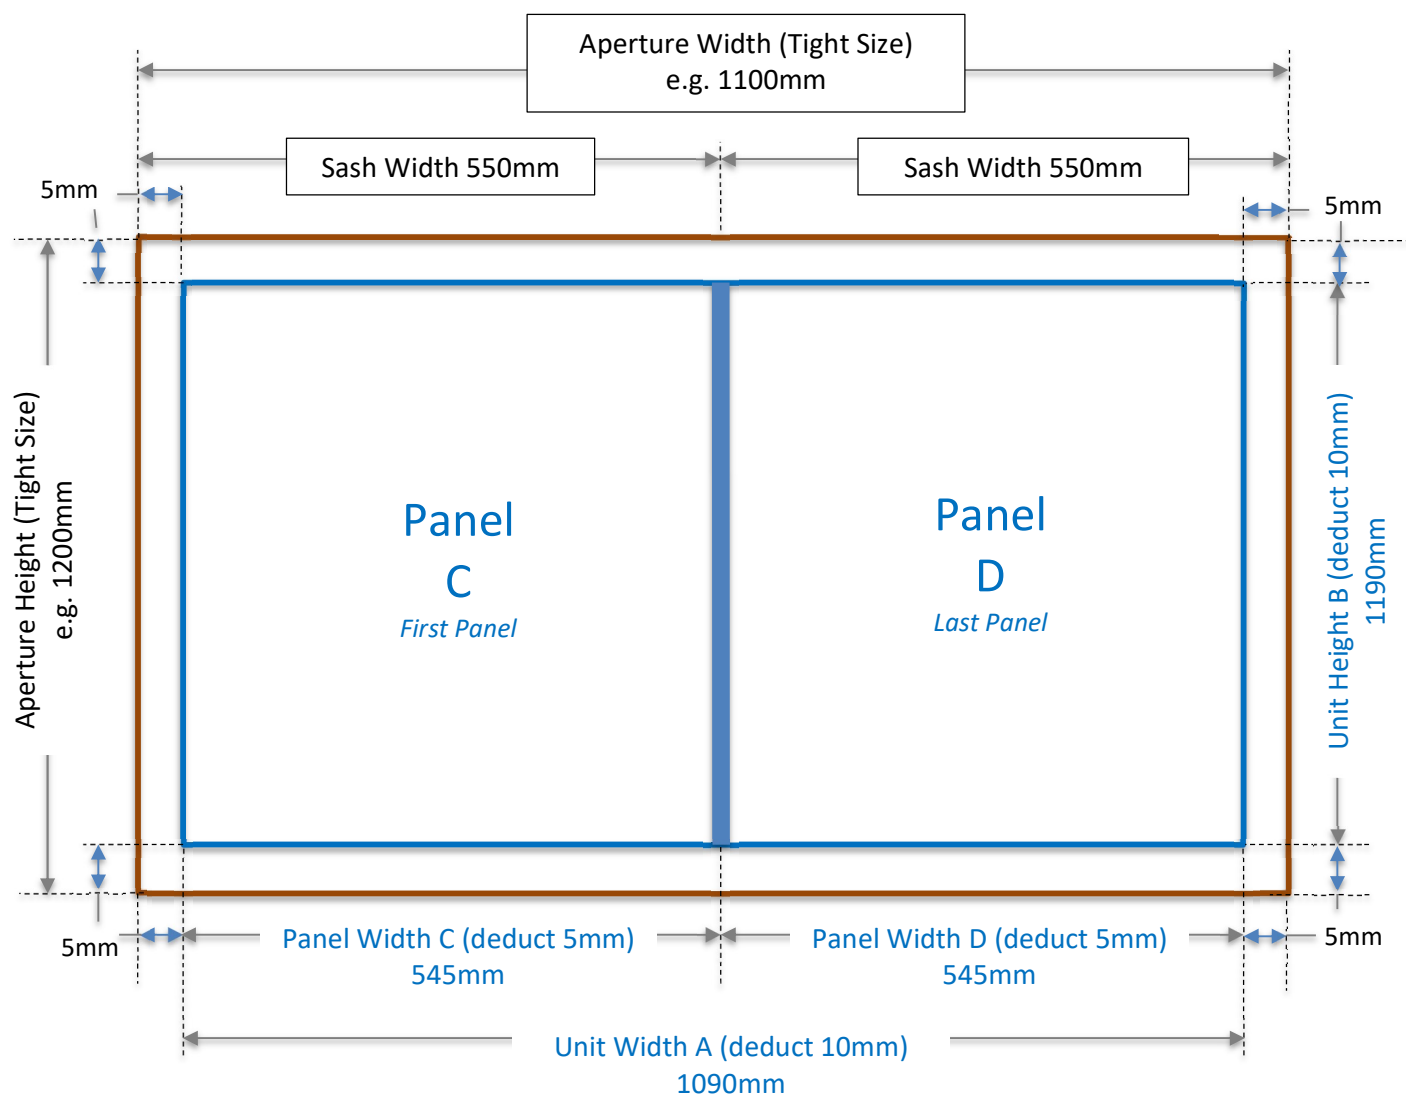 Aperture Width (Tight Size)
e.g. 1100mm
Sash Width 550mm
Sash Width 550mm
5mm
5mm
Aperture Height (Tight Size)
e.g. 1200mm
Panel
C
First Panel
Panel
D
Last Panel
Unit Height B (deduct 10mm)
1190mm
5mm
Panel Width C (deduct 5mm)
545mm
Panel Width D (deduct 5mm)
545mm
5mm
Unit Width A (deduct 10mm)
1090mm